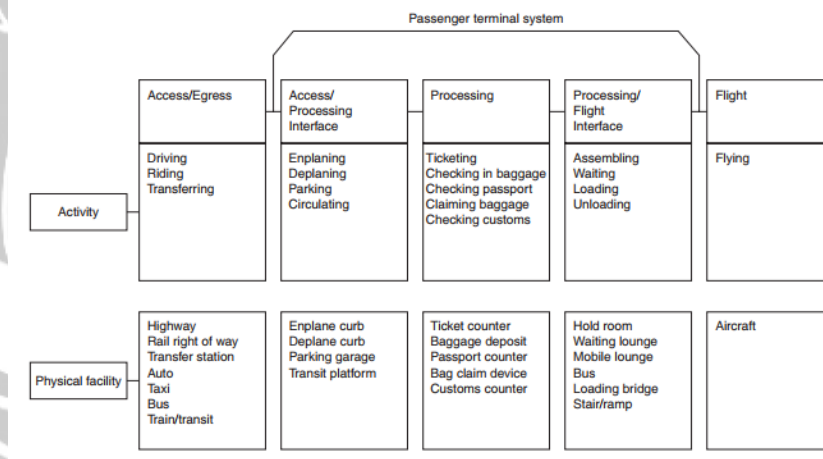 Passenger terminal system
Access/Egress
Access/
Processing
Interface
Processing
Processing/
Flight
Interface
Flight
Activity
Driving
Riding
Transferring
Enplaning
Deplaning
Parking
Circulating
Ticketing
Checking in baggage
Checking passport
Claiming baggage
Checking customs
Assembling
Waiting
Loading
Unloading
Flying
Physical facility
Highway
Rail right of way
Transfer station
Auto
Taxi
Bus
Train/transit
Enplane curb
Deplane curb
Parking garage
Transit platform
Ticket counter
Baggage deposit
Passport counter
Bag claim device
Customs counter
Hold room
Waiting lounge
Mobile lounge
Bus
Loading bridge
Stair/ramp
Aircraft